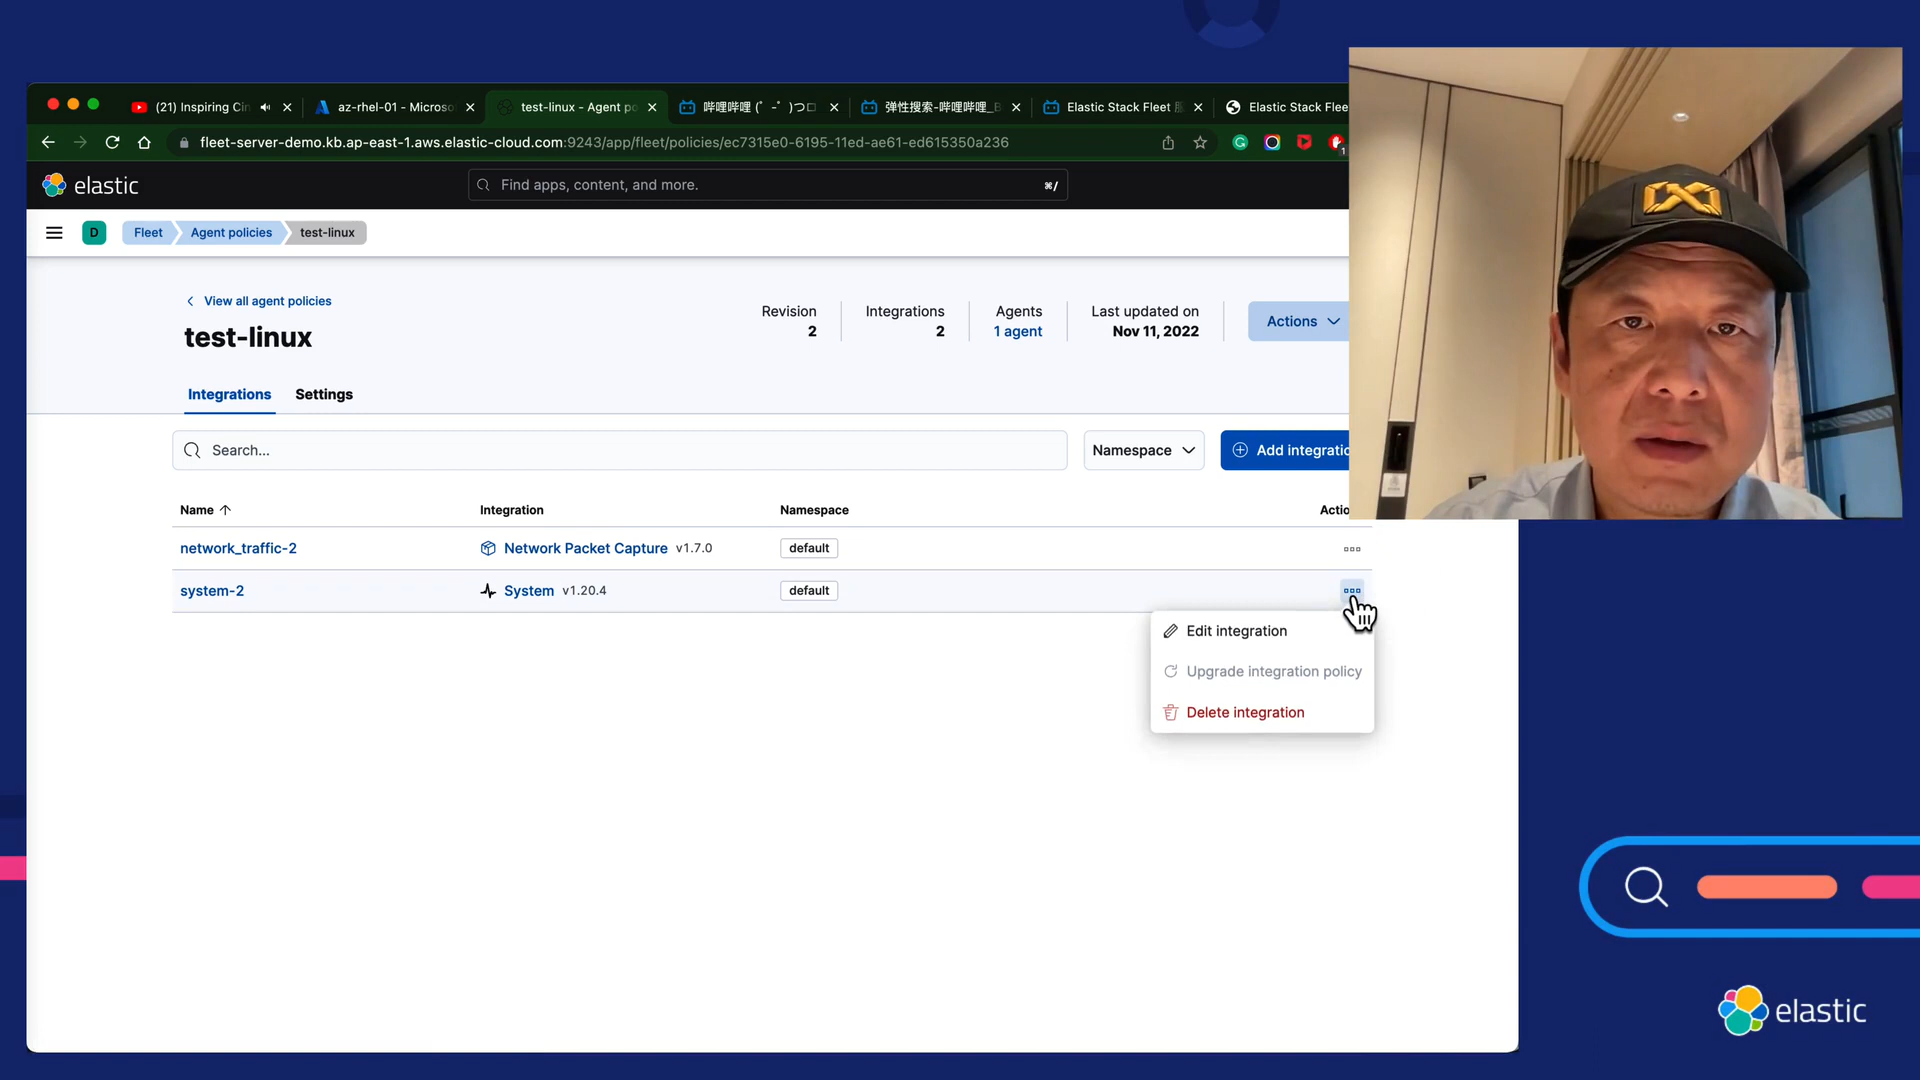 (21) Inspiring Cin
az-rhel-01 - Microso
test-linux - Agent po
哔哩哔哩 (゜-゜)つロ
弹性搜索-哔哩哔哩_B
Elastic Stack Fleet
Elastic Stack Flee
fleet-server-demo.kb.ap-east-1.aws.elastic-cloud.com:9243/app/fleet/policies/ec7315e0-6195-11ed-ae61-ed615350a236
1
elastic
Find apps, content, and more.
⌘/
D
Fleet
Agent policies
test-linux
View all agent policies
test-linux
Revision
2
Integrations
2
Agents
1 agent
Last updated on
Nov 11, 2022
Actions
Integrations
Settings
Search...
Namespace
Add integratio
Name
Integration
Namespace
Actio
network_traffic-2
Network Packet Capture v1.7.0
default
system-2
System v1.20.4
default
Edit integration
Upgrade integration policy
Delete integration
elastic